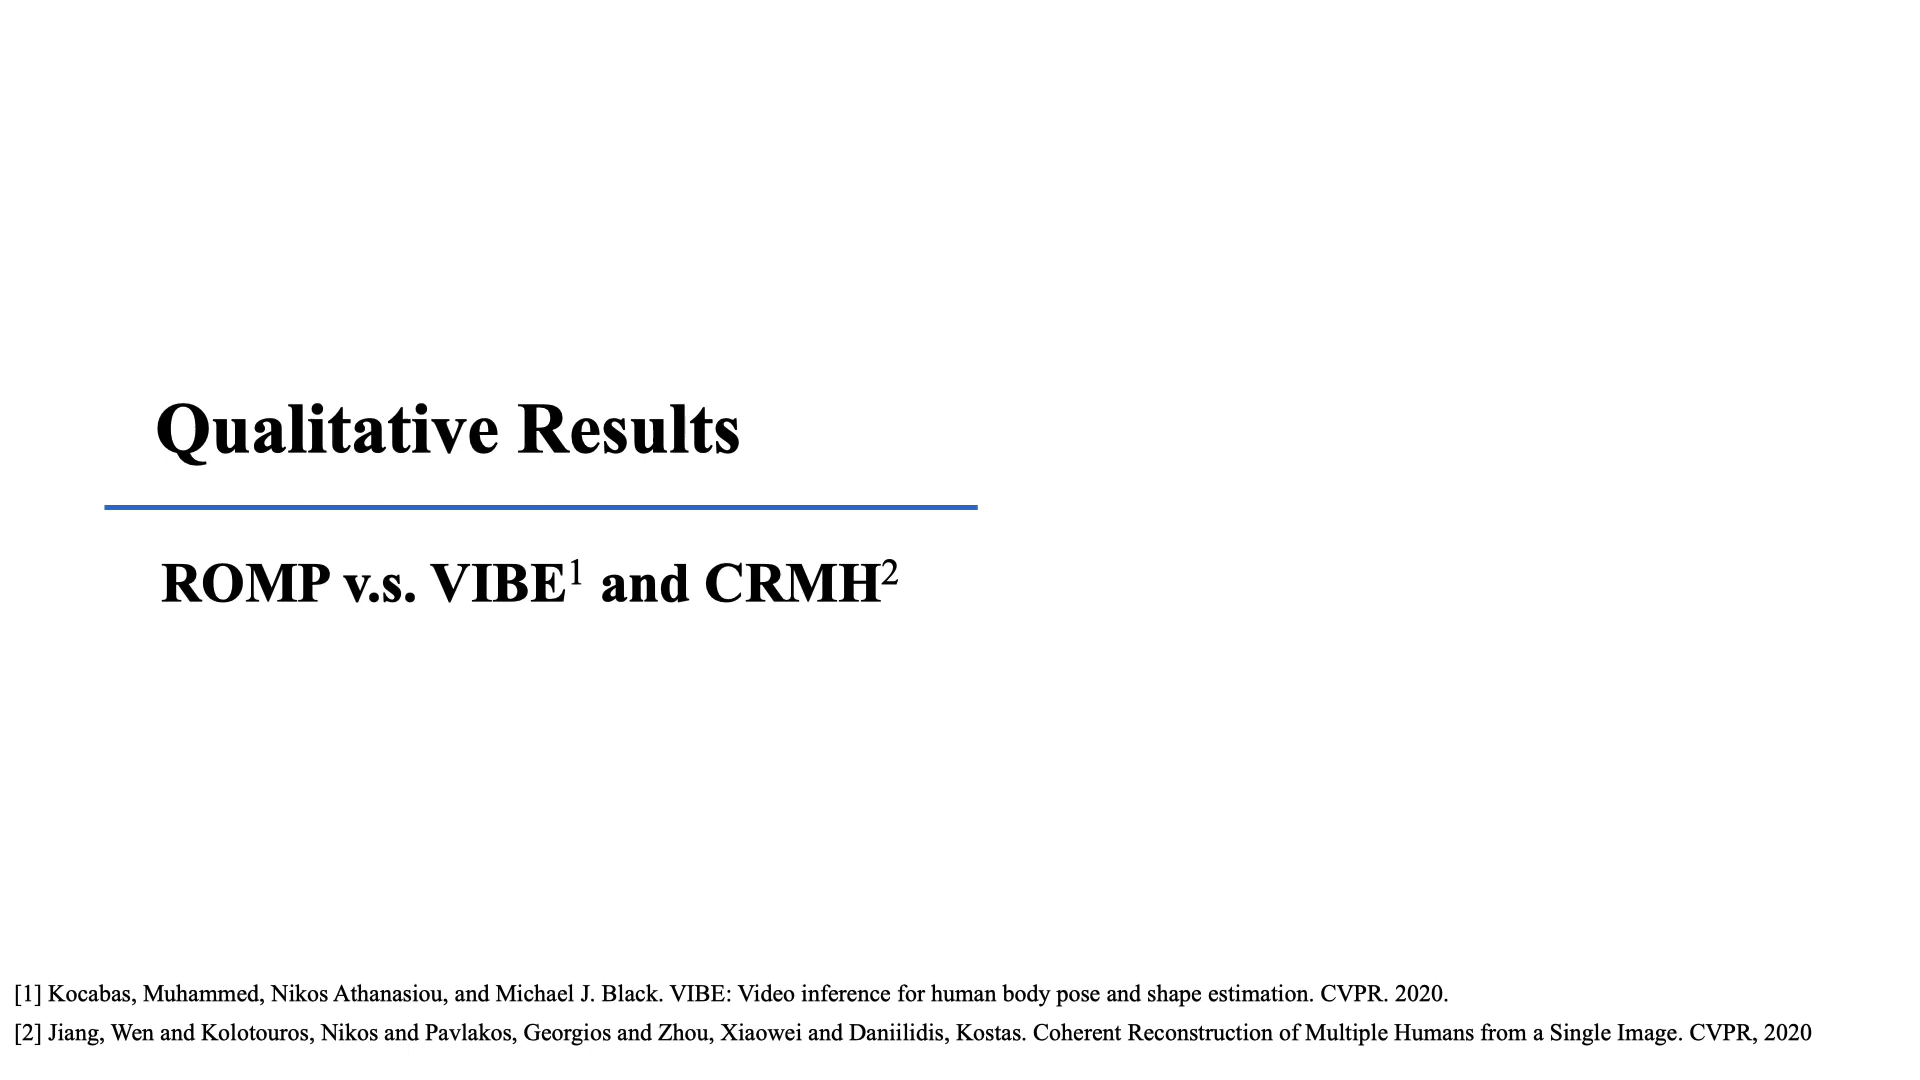 Qualitative Results
ROMP v.s. VIBE¹ and CRMH²
[1] Kocabas, Muhammed, Nikos Athanasiou, and Michael J. Black. VIBE: Video inference for human body pose and shape estimation. CVPR. 2020.
[2] Jiang, Wen and Kolotouros, Nikos and Pavlakos, Georgios and Zhou, Xiaowei and Daniilidis, Kostas. Coherent Reconstruction of Multiple Humans from a Single Image. CVPR, 2020